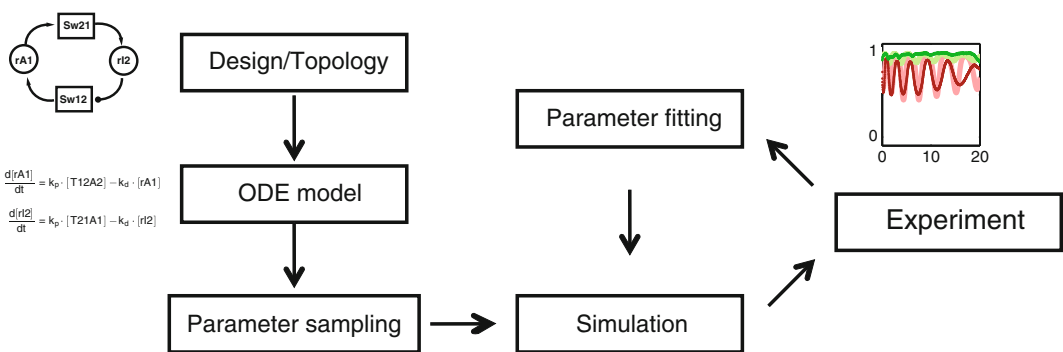 Sw21
rA1
rI2
Sw12
Design/Topology
d[rA1]/dt = kp · [T12A2] – kd · [rA1]
d[rI2]/dt = kp · [T21A1] – kd · [rI2]
ODE model
Parameter sampling
Simulation
Parameter fitting
Experiment
1
0
0 10 20